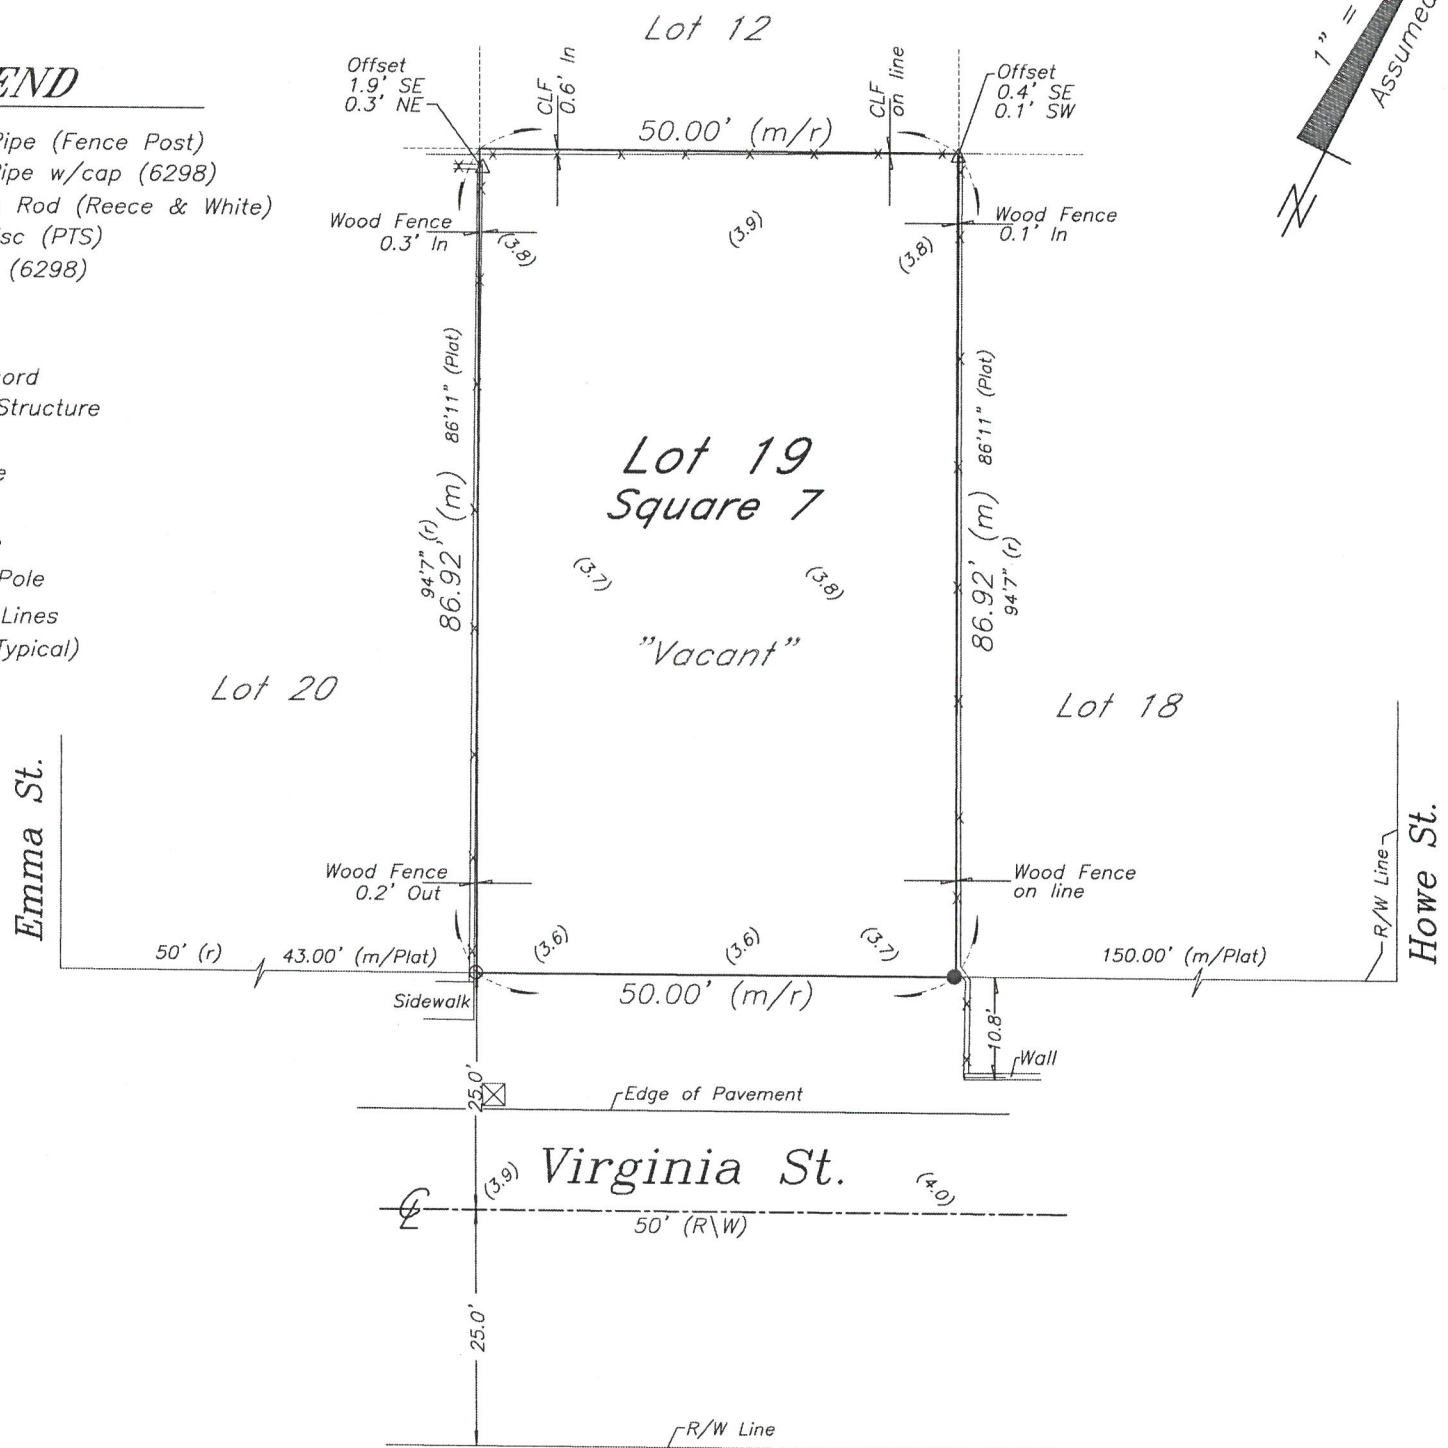 Lot 12
1" =
Assumed
N
END
Pipe (Fence Post)
Pipe w/cap (6298)
Rod (Reece & White)
isc (PTS)
(6298)
ord
Structure
e
Pole
Lines
Typical)
Offset
1.9' SE
0.3' NE
CLF
0.6' In
CLF
on line
Offset
0.4' SE
0.1' SW
50.00' (m/r)
Wood Fence
0.3' In
(3.8)
(3.9)
(3.8)
Wood Fence
0.1' In
86'11" (Plat)
86.92' (m)
94'7" (r)
86'11" (Plat)
86.92' (m)
94'7" (r)
Lot 19
Square 7
(3.7)
(3.8)
"Vacant"
Lot 20
Lot 18
Emma St.
Howe St.
R/W Line
Wood Fence
0.2' Out
Wood Fence
on line
50' (r)
43.00' (m/Plat)
(3.6)
(3.6)
(3.7)
150.00' (m/Plat)
Sidewalk
50.00' (m/r)
10.8'
Wall
25.0'
Edge of Pavement
(3.9)
Virginia St.
(4.0)
CL
50' (R\W)
25.0'
R/W Line